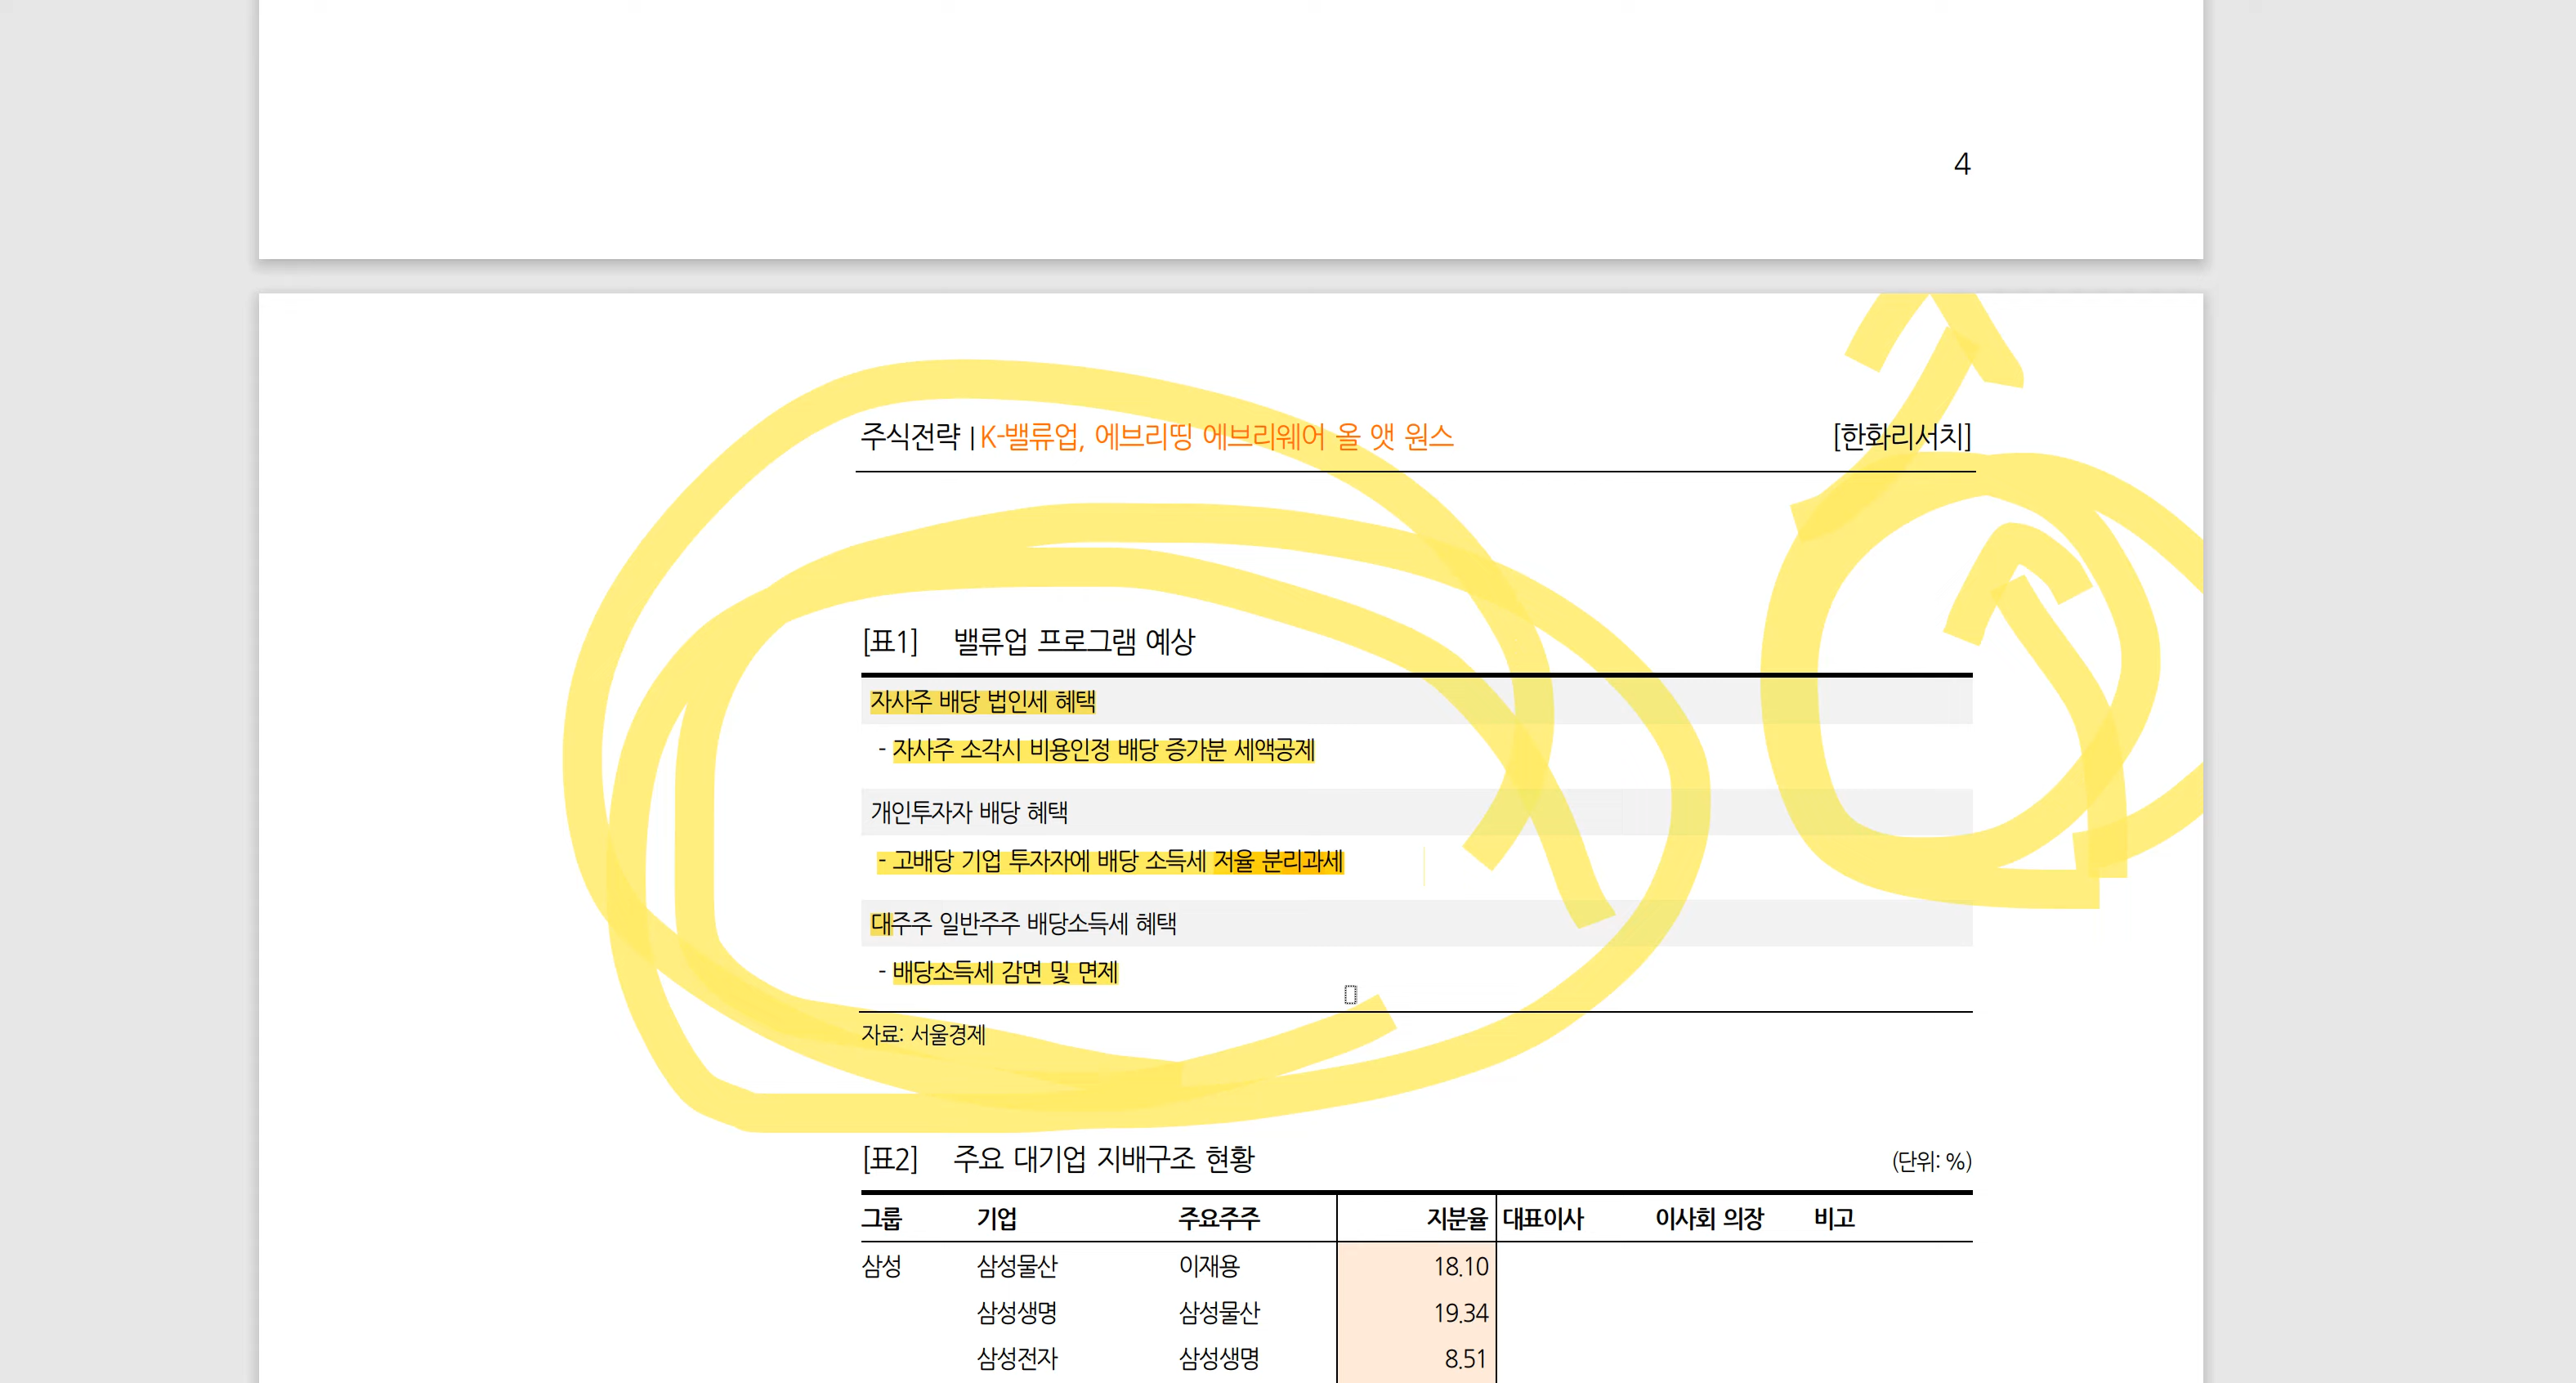 4
주식전략 | K-밸류업, 에브리띵 에브리웨어 올 앳 원스 [한화리서치]
[표1] 밸류업 프로그램 예상
자사주 배당 법인세 혜택
- 자사주 소각시 비용인정 배당 증가분 세액공제
개인투자자 배당 혜택
- 고배당 기업 투자자에 배당 소득세 저율 분리과세
대주주 일반주주 배당소득세 혜택
- 배당소득세 감면 및 면제
자료: 서울경제
[표2] 주요 대기업 지배구조 현황 (단위: %)
그룹 기업 주요주주 지분율 대표이사 이사회 의장 비고
삼성 삼성물산 이재용 18.10
삼성생명 삼성물산 19.34
삼성전자 삼성생명 8.51